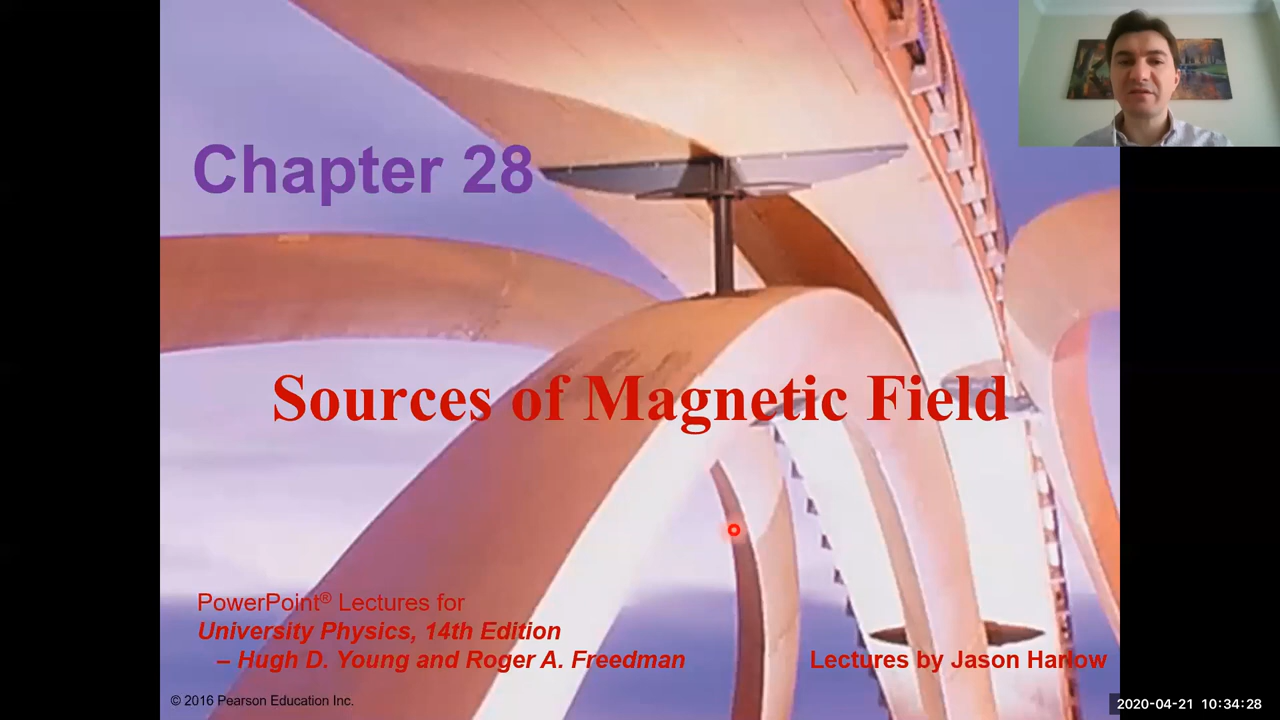 Chapter 28
Sources of Magnetic Field
PowerPoint® Lectures for
University Physics, 14th Edition
– Hugh D. Young and Roger A. Freedman
Lectures by Jason Harlow
© 2016 Pearson Education Inc.
2020-04-21 10:34:28